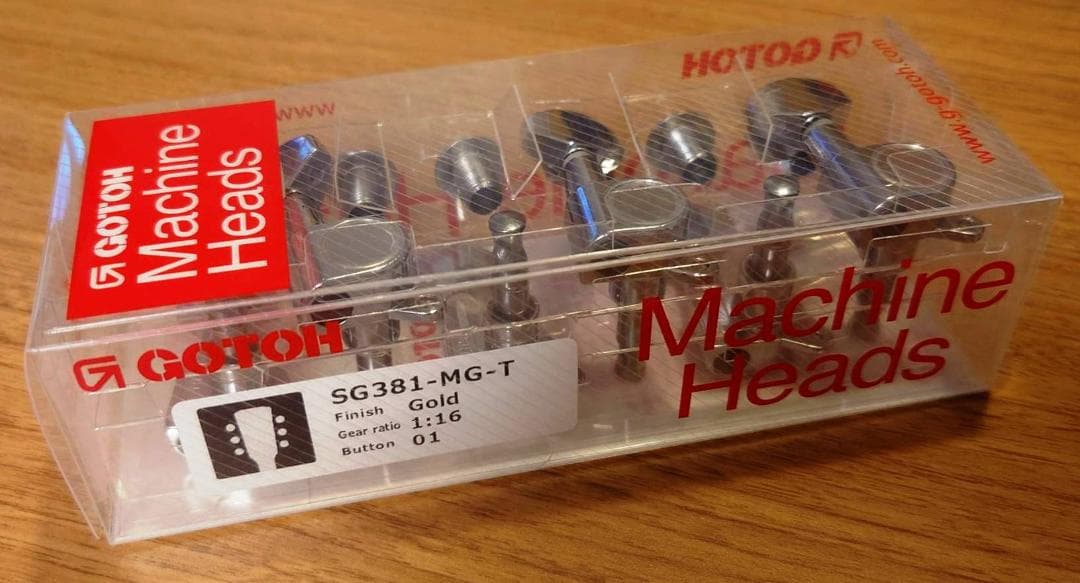 GOTOH
Machine
Heads
www
GOTOH
www.g-gotoh.com
GOTOH
SG381-MG-T
Finish Gold
Gear ratio 1:16
Button 01
Machine
Heads